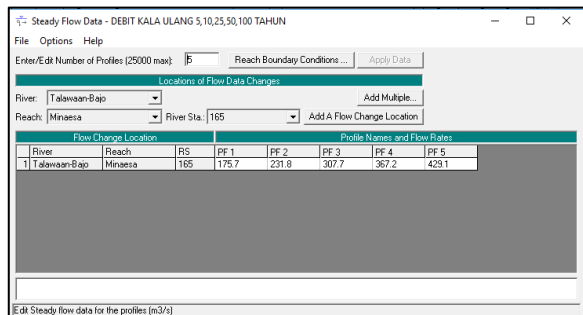 Steady Flow Data - DEBIT KALA ULANG 5,10,25,50,100 TAHUN
File Options Help
Enter/Edit Number of Profiles (25000 max): 5 Reach Boundary Conditions ... Apply Data
Locations of Flow Data Changes
River: Talawaan-Bajo Add Multiple...
Reach: Minaesa River Sta.: 165 Add A Flow Change Location
Flow Change Location Profile Names and Flow Rates
River Reach RS PF 1 PF 2 PF 3 PF 4 PF 5
1 Talawaan-Bajo Minaesa 165 175.7 231.8 307.7 367.2 429.1
Edit Steady flow data for the profiles (m3/s)